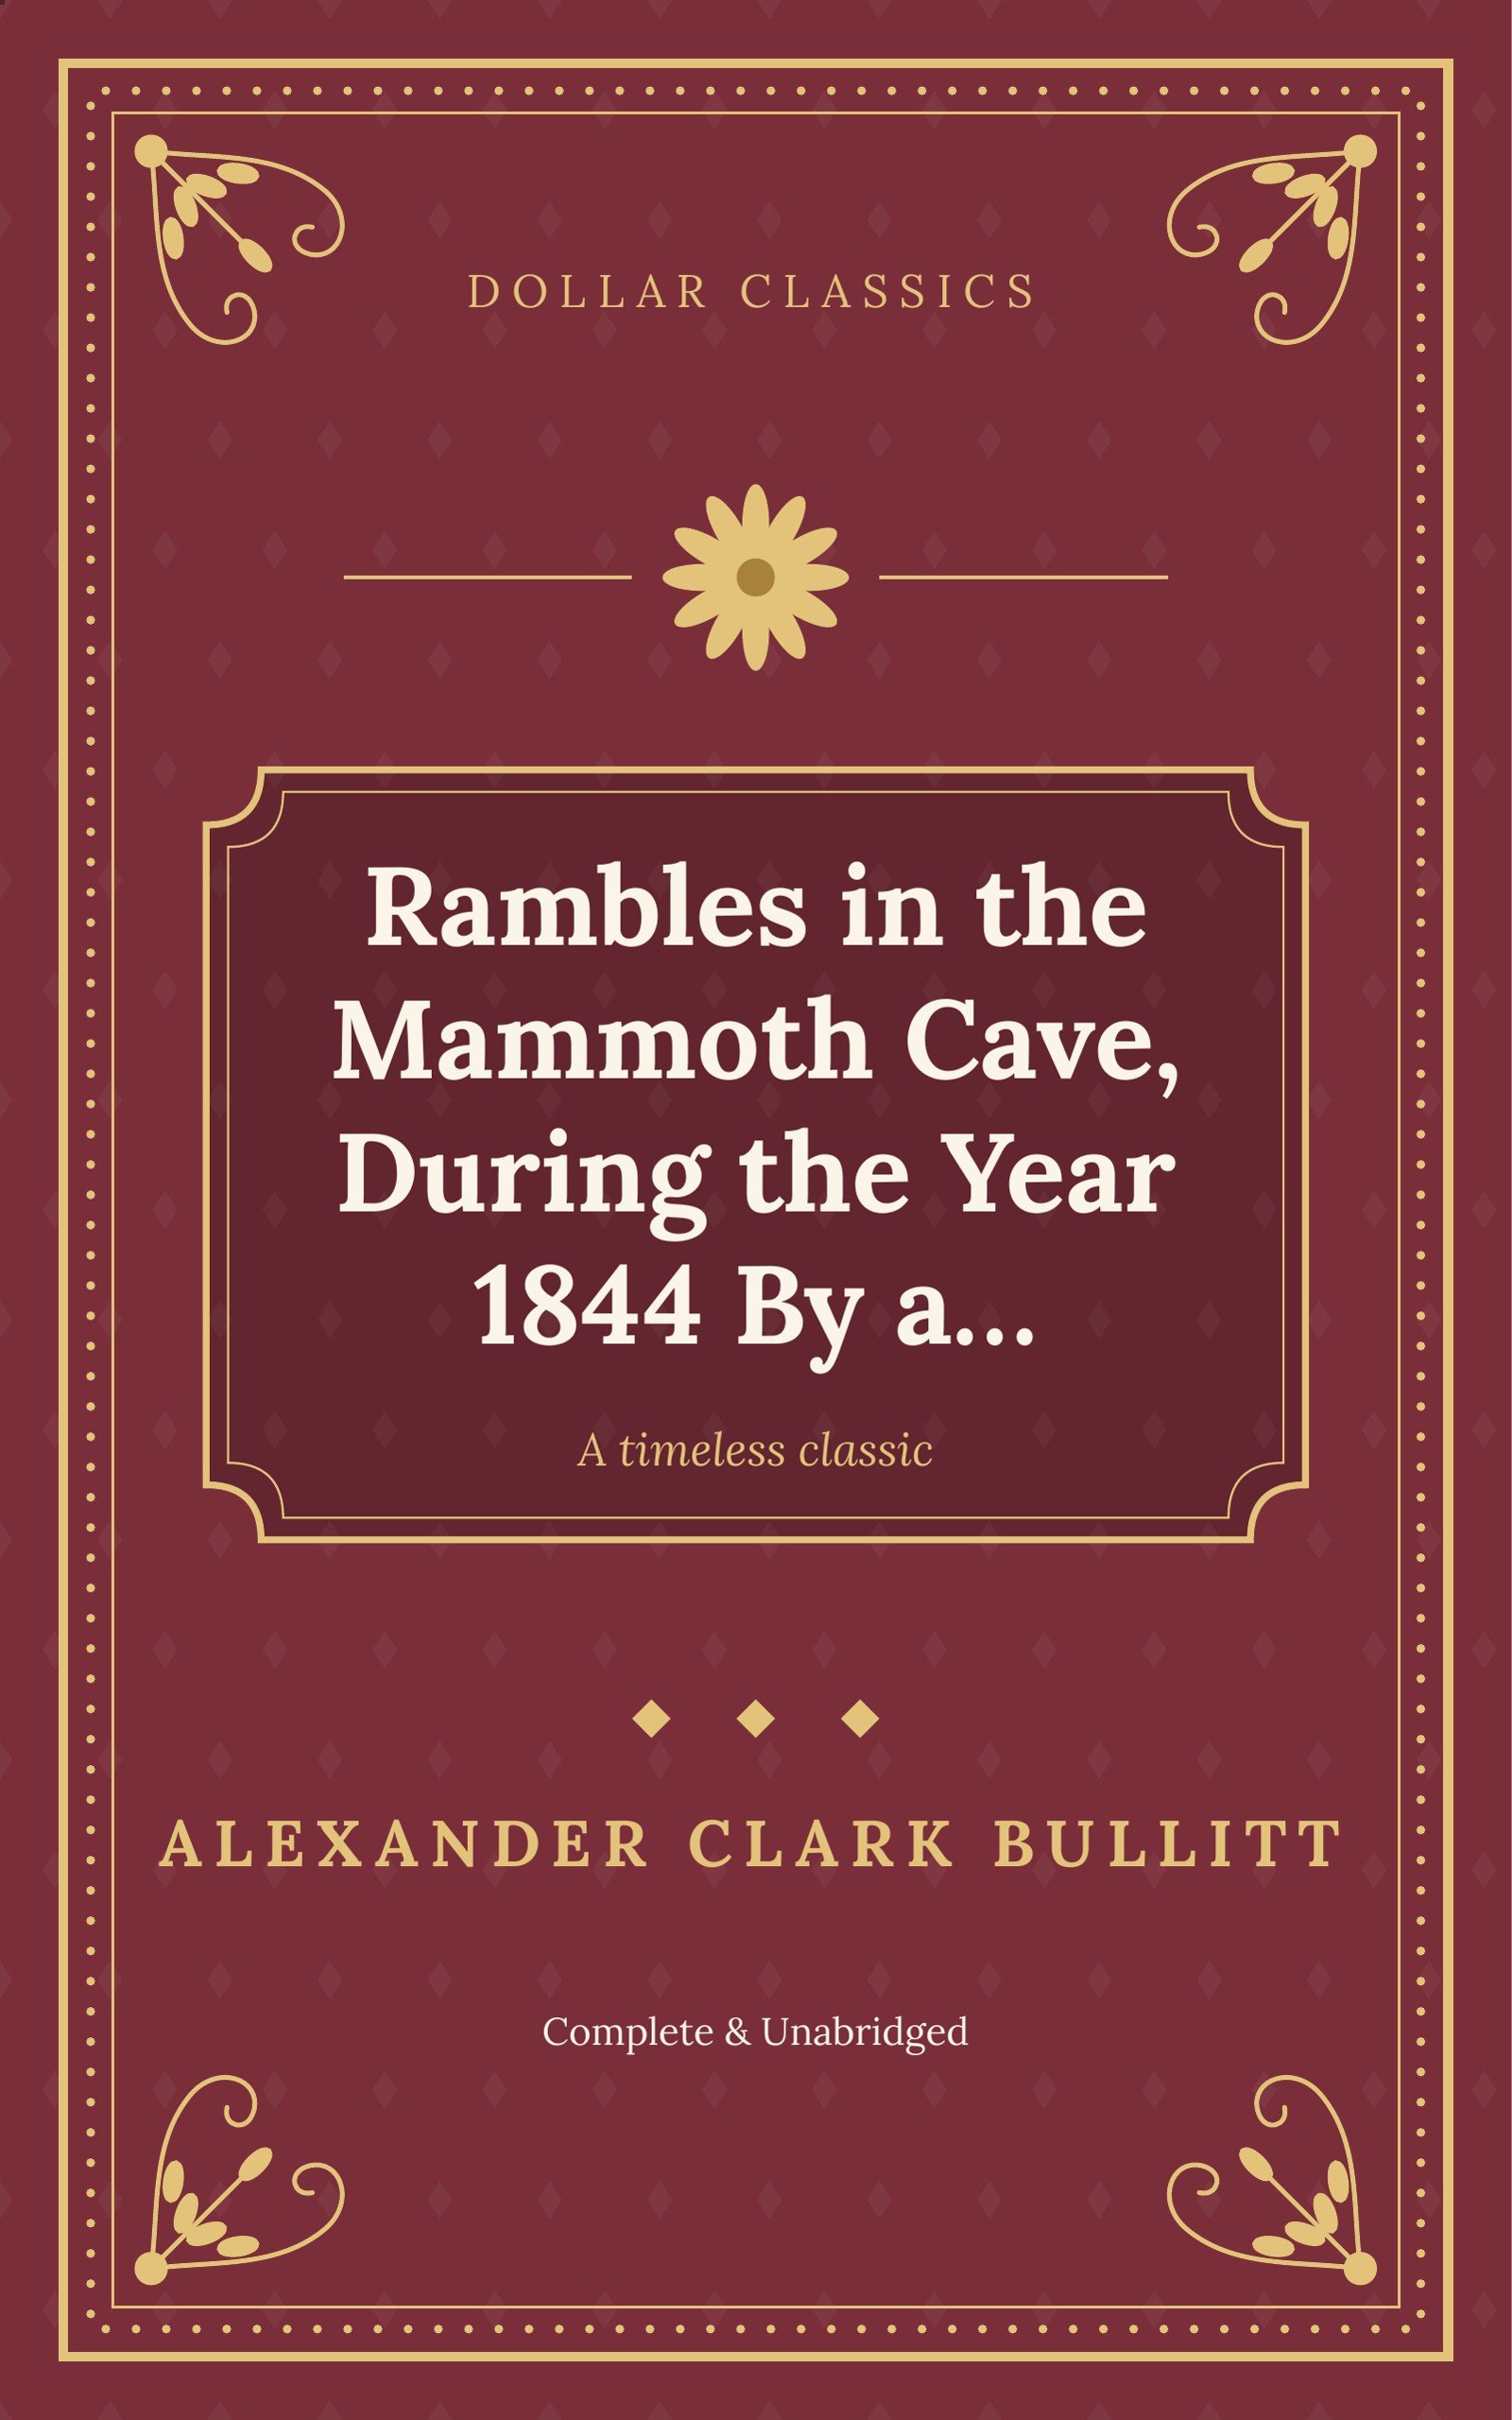 DOLLAR CLASSICS
Rambles in the
Mammoth Cave,
During the Year
1844 By a...
A timeless classic
ALEXANDER CLARK BULLITT
Complete & Unabridged